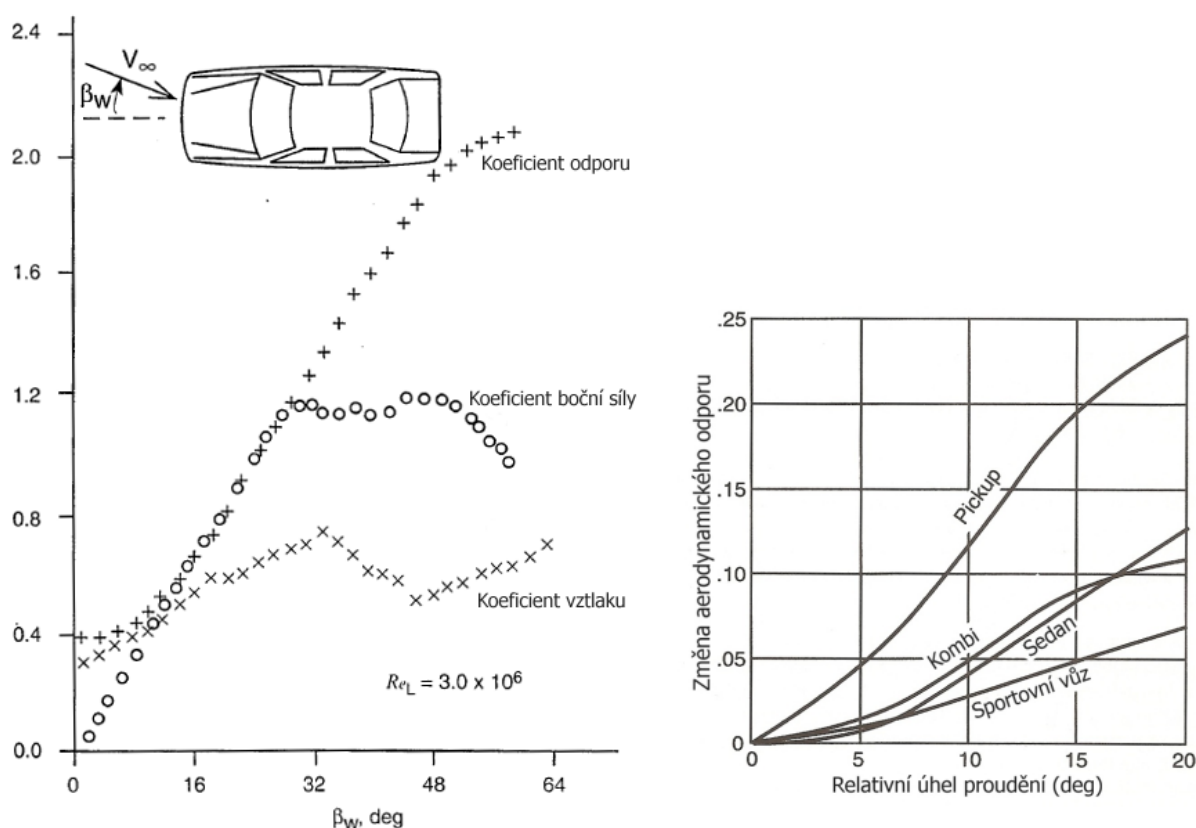 2.4
2.0
1.6
1.2
0.8
0.4
0.0
0
16
32
48
64
βw, deg
V∞
βw
Koeficient odporu
Koeficient boční síly
Koeficient vztlaku
ReL = 3.0 x 10⁶
Změna aerodynamického odporu
.25
.20
.15
.10
.05
0
0
5
10
15
20
Relativní úhel proudění (deg)
Pickup
Kombi
Sedan
Sportovní vůz